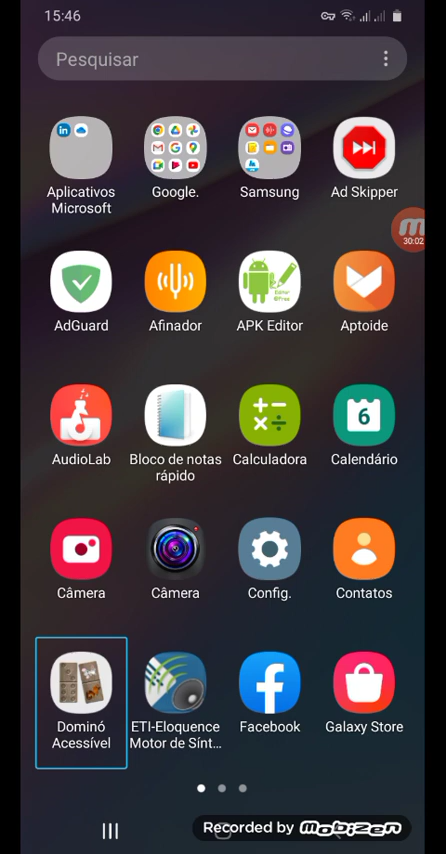 15:46
Pesquisar
Aplicativos
Microsoft
Google.
Samsung
Ad Skipper
30:02
AdGuard
Afinador
APK Editor
Aptoide
AudioLab
Bloco de notas
rápido
Calculadora
6
Calendário
Câmera
Câmera
Config.
Contatos
Dominó
Acessível
ETI-Eloquence
Motor de Sínt...
Facebook
Galaxy Store
Recorded by Mobizen